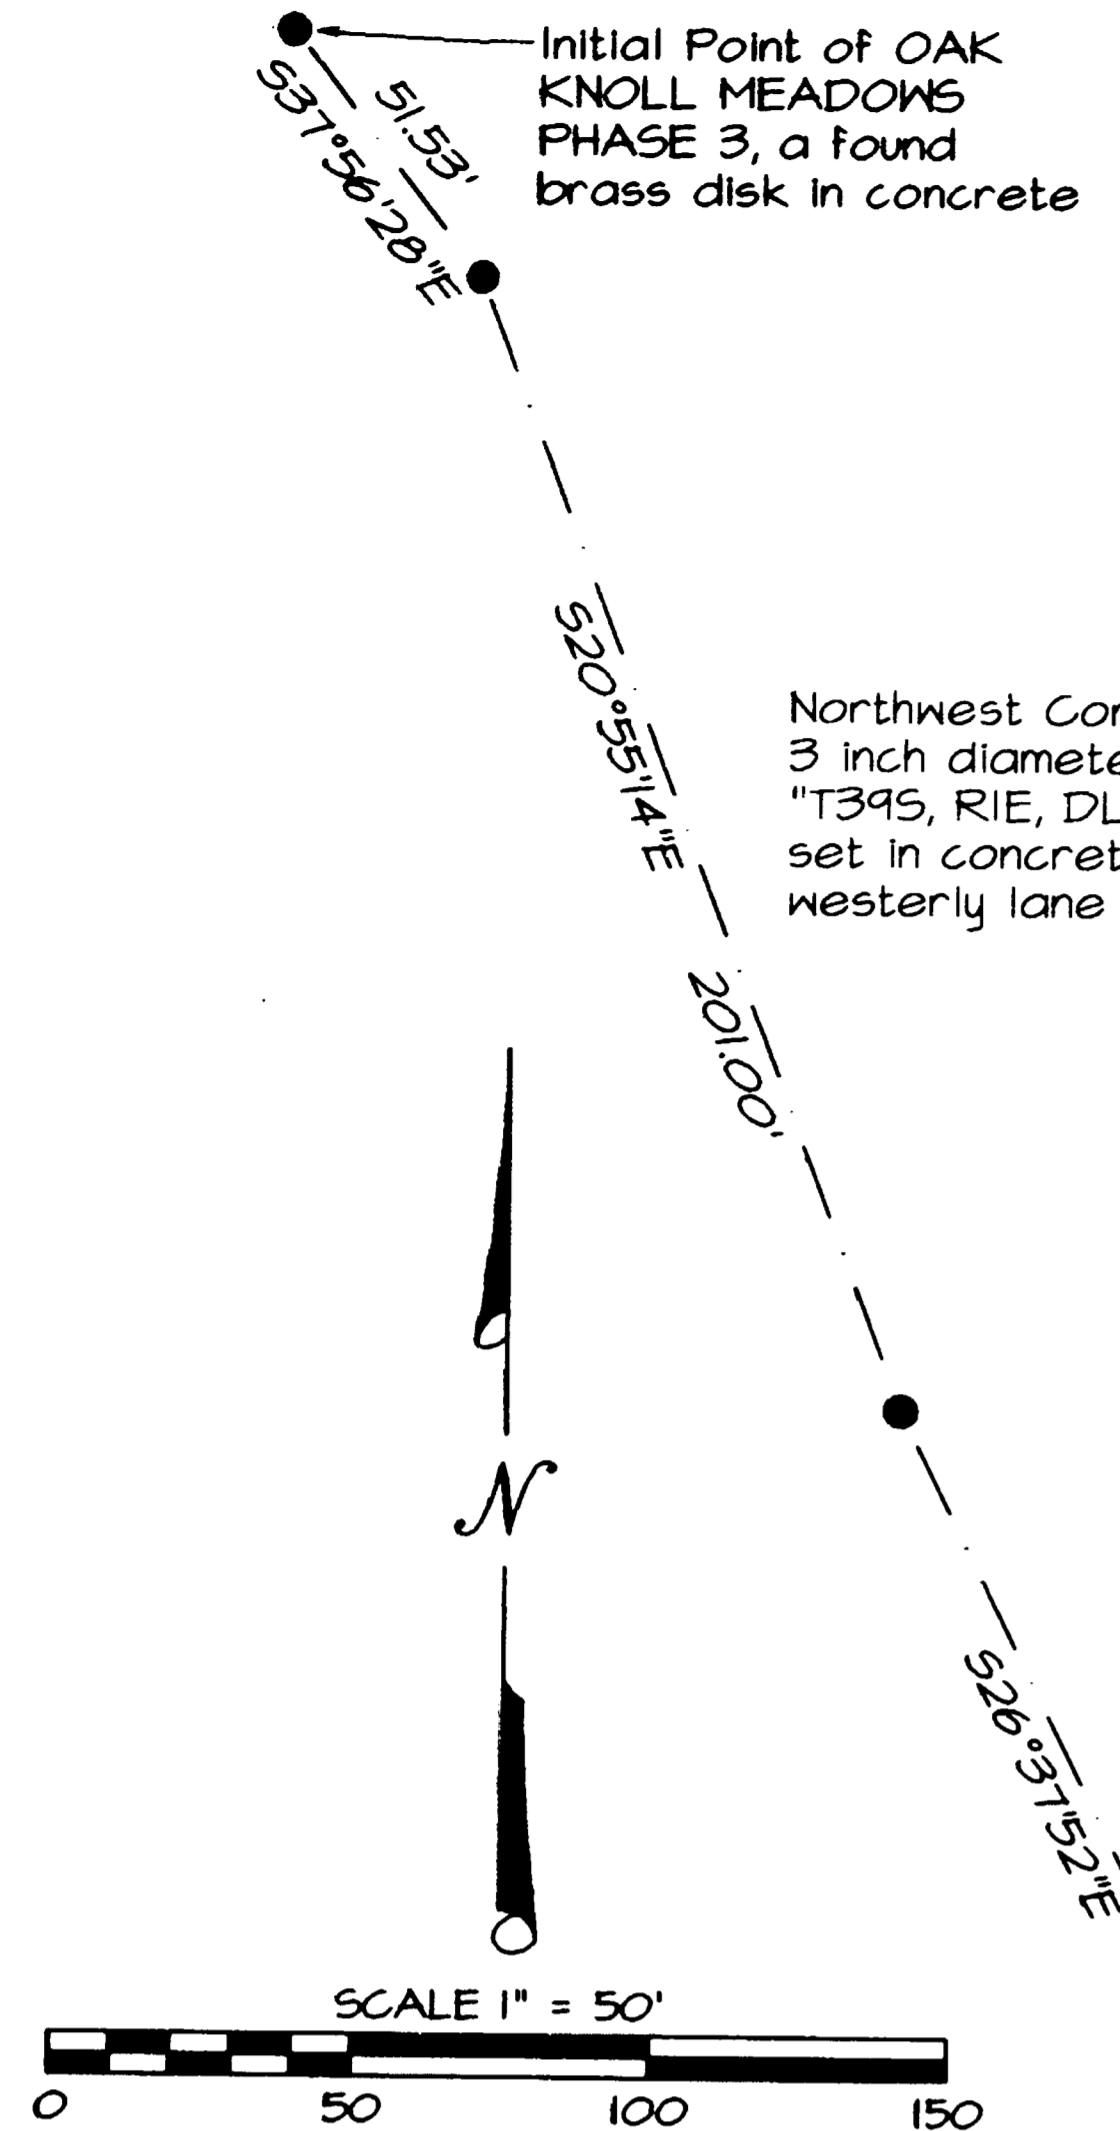 Initial Point of OAK
KNOLL MEADOWS
PHASE 3, a found
brass disk in concrete
51.53'
S37°56'28"E
S20°55'14"E
Northwest Cor
3 inch diamete
"T39S, R1E, DL
set in concret
westerly lane
201.00'
N
S26°37'52"E
SCALE 1" = 50'
0 50 100 150